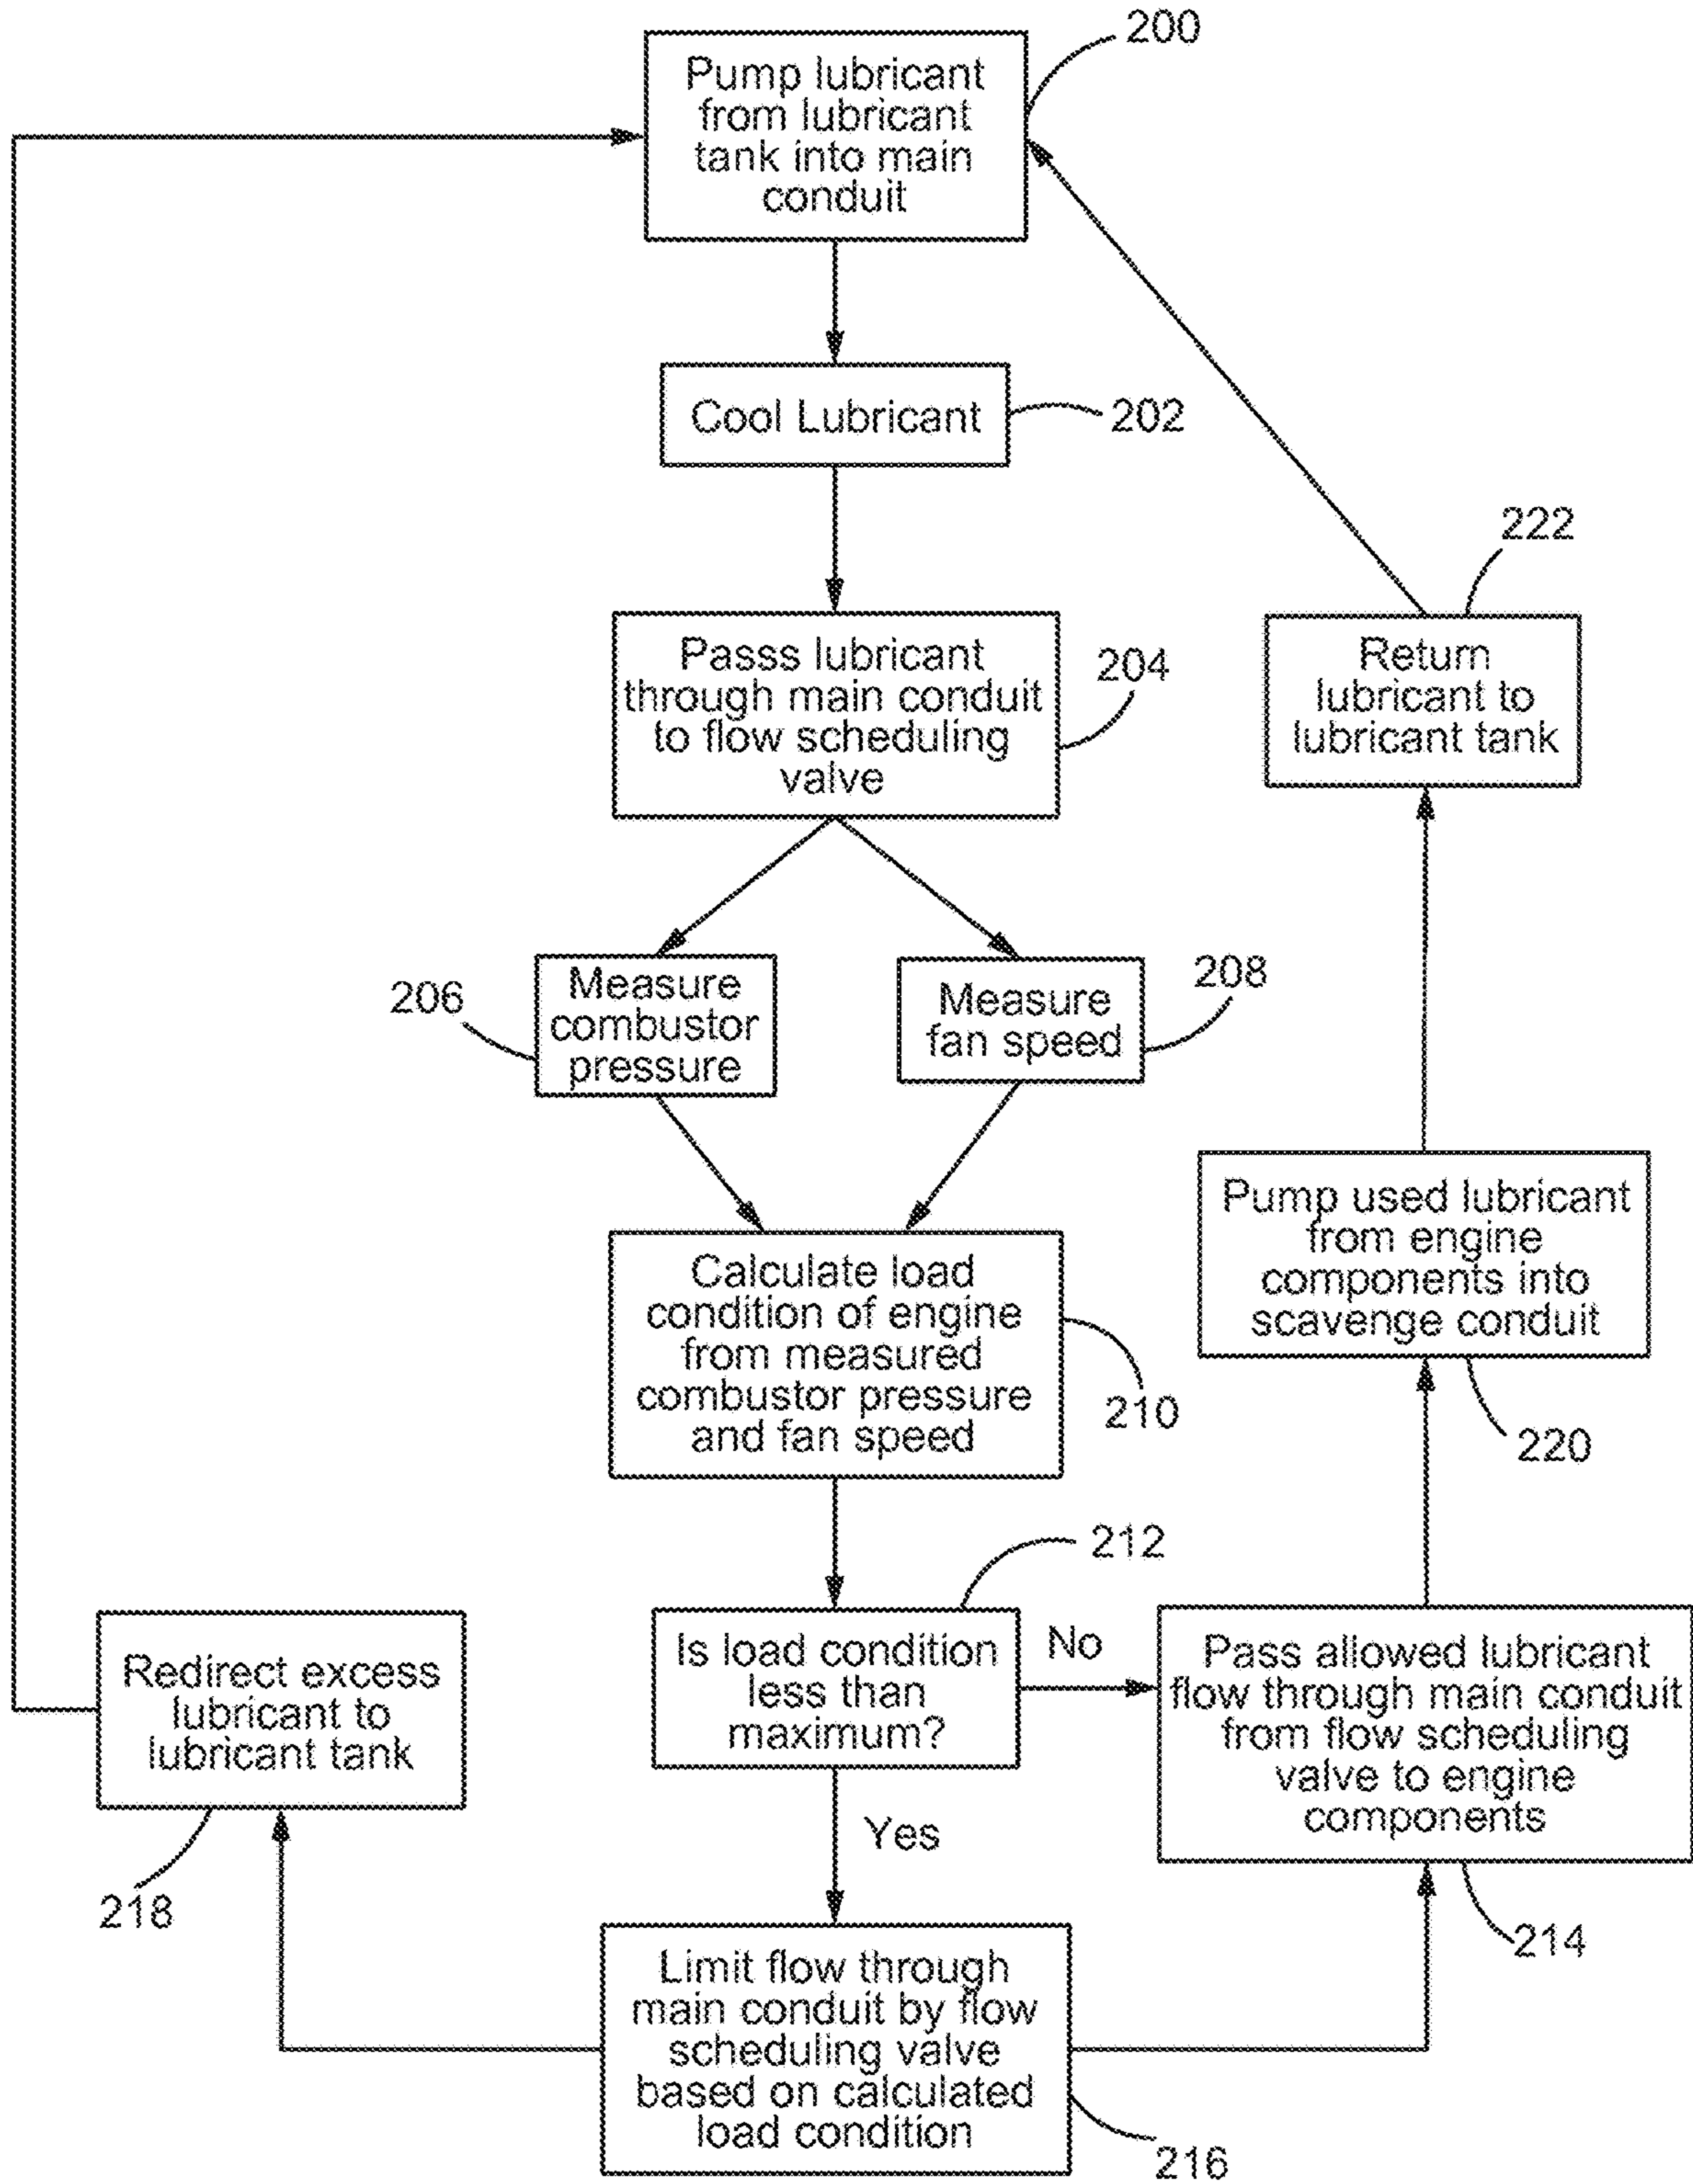 200
Pump lubricant
from lubricant
tank into main
conduit
Cool Lubricant
202
222
Passs lubricant
through main conduit
to flow scheduling
valve
204
Return
lubricant to
lubricant tank
206
Measure
combustor
pressure
Measure
fan speed
208
Calculate load
condition of engine
from measured
combustor pressure
and fan speed
210
Pump used lubricant
from engine
components into
scavenge conduit
220
212
Redirect excess
lubricant to
lubricant tank
218
Is load condition
less than
maximum?
No
Yes
Pass allowed lubricant
flow through main conduit
from flow scheduling
valve to engine
components
214
Limit flow through
main conduit by flow
scheduling valve
based on calculated
load condition
216